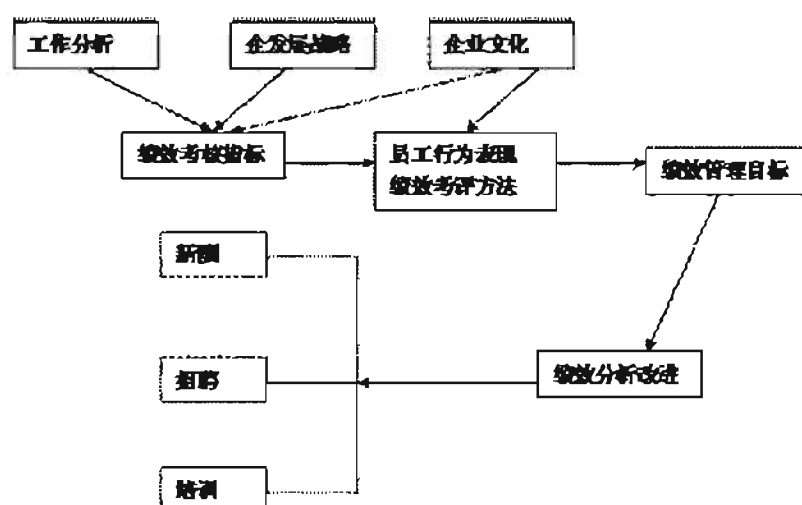 工作分析
企发展战略
企业文化
绩效考核指标
员工行为表现
绩效考评方法
绩效管理目标
薪酬
招聘
绩效分析改进
培训